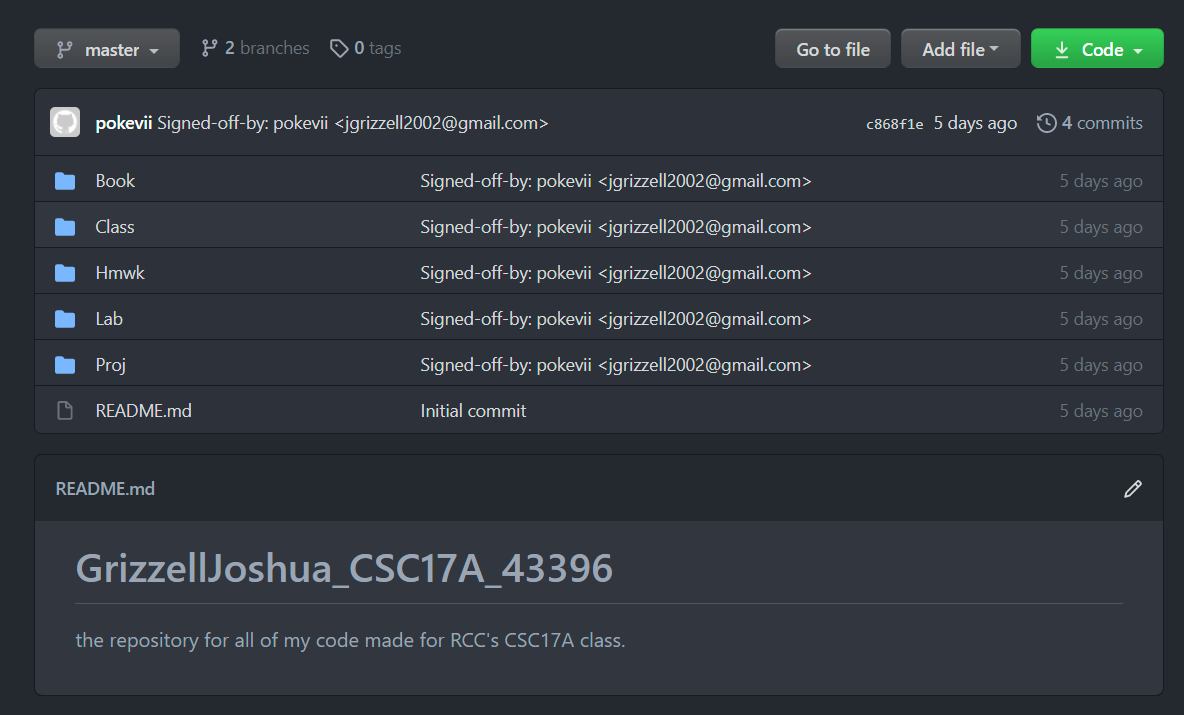 master 2 branches 0 tags Go to file Add file Code
pokevii Signed-off-by: pokevii <jgrizzell2002@gmail.com> c868f1e 5 days ago 4 commits
Book Signed-off-by: pokevii <jgrizzell2002@gmail.com> 5 days ago
Class Signed-off-by: pokevii <jgrizzell2002@gmail.com> 5 days ago
Hmwk Signed-off-by: pokevii <jgrizzell2002@gmail.com> 5 days ago
Lab Signed-off-by: pokevii <jgrizzell2002@gmail.com> 5 days ago
Proj Signed-off-by: pokevii <jgrizzell2002@gmail.com> 5 days ago
README.md Initial commit 5 days ago
README.md
GrizzellJoshua_CSC17A_43396
the repository for all of my code made for RCC's CSC17A class.